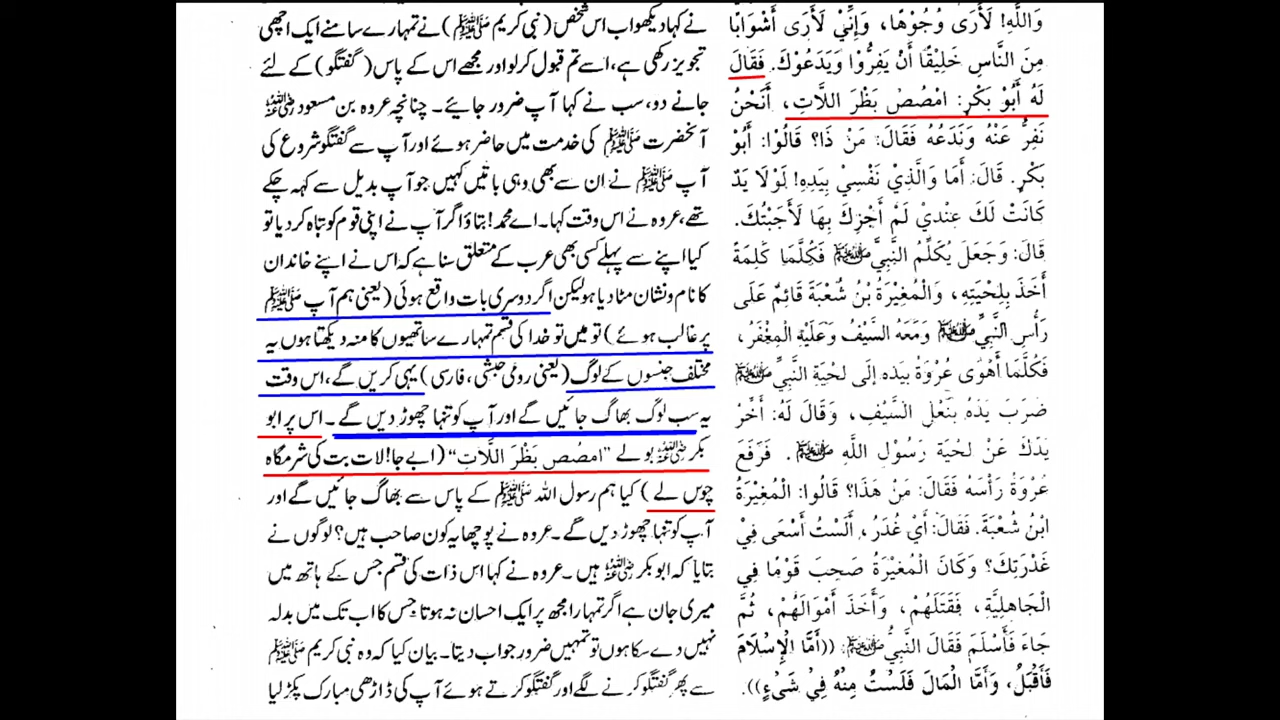 وَاللَّهِ! لَأَرَى وُجُوْهًا، وَإِنِّيْ لَأَرَى أَشْوَابًا
مِنَ النَّاسِ خَلِيْقًا أَنْ يَفِرُّوا وَيَدَعُوْكَ. فَقَالَ
لَهُ أَبُوْ بَكْرٍ: امْصُصْ بَظْرَ اللَّاتِ، أَنَحْنُ
نَفِرُّ عَنْهُ وَنَدَعُهُ فَقَالَ: مَنْ ذَا؟ قَالُوْا: أَبُوْ
بَكْرٍ. قَالَ: أَمَا وَالَّذِيْ نَفْسِيْ بِيَدِهِ! لَوْلَا يَدٌ
كَانَتْ لَكَ عِنْدِيْ لَمْ أَجْزِكَ بِهَا لَأَجَبْتُكَ.
قَالَ: وَجَعَلَ يُكَلِّمُ النَّبِيَّ ﷺ فَكُلَّمَا كَلِمَةً
أَخَذَ بِلِحْيَتِهِ، وَالْمُغِيْرَةُ بْنُ شُعْبَةَ قَائِمٌ عَلَى
رَأْسِ النَّبِيِّ ﷺ وَمَعَهُ السَّيْفُ وَعَلَيْهِ الْمِغْفَرُ،
فَكُلَّمَا أَهْوَى عُرْوَةُ بِيَدِهِ إِلَى لِحْيَةِ النَّبِيِّ ﷺ
ضَرَبَ يَدَهُ بِنَعْلِ السَّيْفِ، وَقَالَ لَهُ: أَخِّرْ
يَدَكَ عَنْ لِحْيَةِ رَسُوْلِ اللَّهِ ﷺ. فَرَفَعَ
عُرْوَةُ رَأْسَهُ فَقَالَ: مَنْ هَذَا؟ قَالُوْا: الْمُغِيْرَةُ
ابْنُ شُعْبَةَ. فَقَالَ: أَيْ غُدَرُ، أَلَسْتُ أَسْعَى فِيْ
غَدْرَتِكَ؟ وَكَانَ الْمُغِيْرَةُ صَحِبَ قَوْمًا فِي
الْجَاهِلِيَّةِ، فَقَتَلَهُمْ، وَأَخَذَ أَمْوَالَهُمْ، ثُمَّ
جَاءَ فَأَسْلَمَ فَقَالَ النَّبِيُّ ﷺ: ((أَمَّا الْإِسْلَامَ
فَأَقْبَلُ، وَأَمَّا الْمَالَ فَلَسْتُ مِنْهُ فِي شَيْءٍ)).
نے کہا دیکھو اب اس شخص (نبی کریم ﷺ) نے تمہارے سامنے ایک اچھی
تجویز رکھی ہے، اسے تم قبول کر لو اور مجھے اس کے پاس (گفتگو) کے لئے
جانے دو، سب نے کہا آپ ضرور جایئے۔ چنانچہ عروہ بن مسعود رضی اللہ عنہ
آنحضرت ﷺ کی خدمت میں حاضر ہوئے اور آپ سے گفتگو شروع کی
آپ ﷺ نے ان سے بھی وہی باتیں کہیں جو آپ بدیل سے کہہ چکے
تھے، عروہ نے اس وقت کہا۔ اے محمد! بتاؤ اگر آپ نے اپنی قوم کو تباہ کر دیا تو
کیا اپنے سے پہلے کسی بھی عرب کے متعلق سنا ہے کہ اس نے اپنے خاندان
کا نام و نشان مٹا دیا ہو لیکن اگر دوسری بات واقع ہوئی (یعنی ہم آپ ﷺ
پر غالب ہوئے) تو میں تو خدا کی قسم تمہارے ساتھیوں کا منہ دیکھتا ہوں یہ
مختلف جنسوں کے لوگ (یعنی رومی حبشی، فارسی) یہی کریں گے، اس وقت
یہ سب لوگ بھاگ جائیں گے اور آپ کو تنہا چھوڑ دیں گے۔ اس پر ابو
بکر رضی اللہ عنہ بولے "امصُصْ بَظْرَ اللَّاتِ" (ابے جا! لات بت کی شرمگاہ
چوس لے) کیا ہم رسول اللہ ﷺ کے پاس سے بھاگ جائیں گے اور
آپ کو تنہا چھوڑ دیں گے۔ عروہ نے پوچھا یہ کون صاحب ہیں؟ لوگوں نے
بتایا کہ ابو بکر رضی اللہ عنہ ہیں۔ عروہ نے کہا اس ذات کی قسم جس کے ہاتھ میں
میری جان ہے اگر تمہارا مجھ پر ایک احسان نہ ہوتا جس کا اب تک میں بدلہ
نہیں دے سکا ہوں تو تمہیں ضرور جواب دیتا۔ بیان کیا کہ وہ نبی کریم ﷺ
سے پھر گفتگو کرنے لگے اور گفتگو کرتے ہوئے آپ کی ڈاڑھی مبارک پکڑ لیا